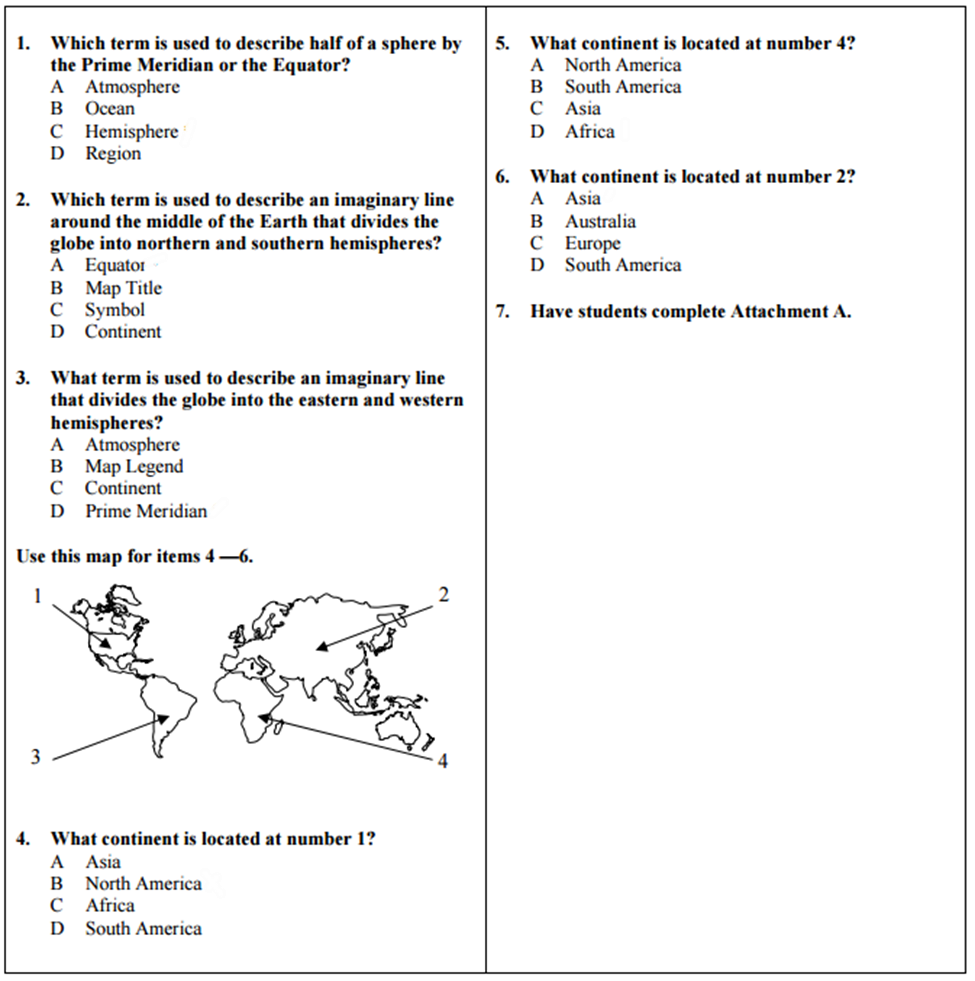 1. Which term is used to describe half of a sphere by
the Prime Meridian or the Equator?
A Atmosphere
B Ocean
C Hemisphere
D Region
2. Which term is used to describe an imaginary line
around the middle of the Earth that divides the
globe into northern and southern hemispheres?
A Equator
B Map Title
C Symbol
D Continent
3. What term is used to describe an imaginary line
that divides the globe into the eastern and western
hemispheres?
A Atmosphere
B Map Legend
C Continent
D Prime Meridian
Use this map for items 4 —6.
1
2
3
4
4. What continent is located at number 1?
A Asia
B North America
C Africa
D South America
5. What continent is located at number 4?
A North America
B South America
C Asia
D Africa
6. What continent is located at number 2?
A Asia
B Australia
C Europe
D South America
7. Have students complete Attachment A.